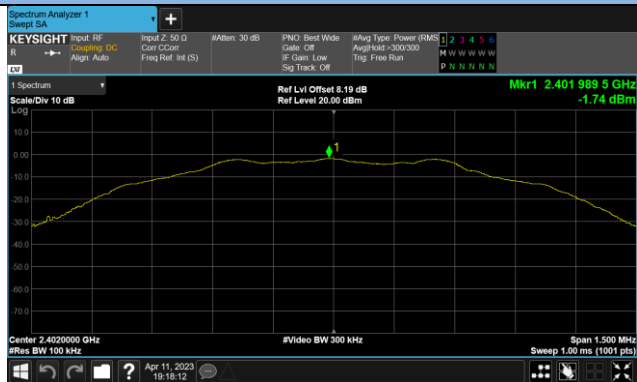 Spectrum Analyzer 1
Swept SA
KEYSIGHT Input: RF Input Z: 50 Ω #Atten: 30 dB PNO: Best Wide #Avg Type: Power (RMS 1 2 3 4 5 6
R Coupling: DC Corr CCorr Gate: Off Avg|Hold:>300/300 M W W W W W
Align: Auto Freq Ref: Int (S) IF Gain: Low Trig: Free Run
LXI Sig Track: Off P N N N N N
1 Spectrum Ref Lvl Offset 8.19 dB Mkr1 2.401 989 5 GHz
Scale/Div 10 dB Ref Level 20.00 dBm -1.74 dBm
Log
10.0
1
0.00
-10.0
-20.0
-30.0
-40.0
-50.0
-60.0
-70.0
Center 2.4020000 GHz #Video BW 300 kHz Span 1.500 MHz
#Res BW 100 kHz Sweep 1.00 ms (1001 pts)
Apr 11, 2023
19:18:12